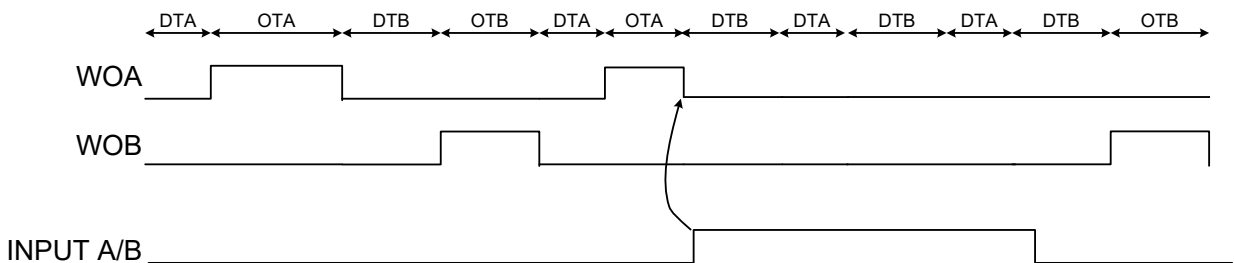 DTA OTA DTB OTB DTA OTA DTB DTA DTB DTA DTB OTB
WOA
WOB
INPUT A/B